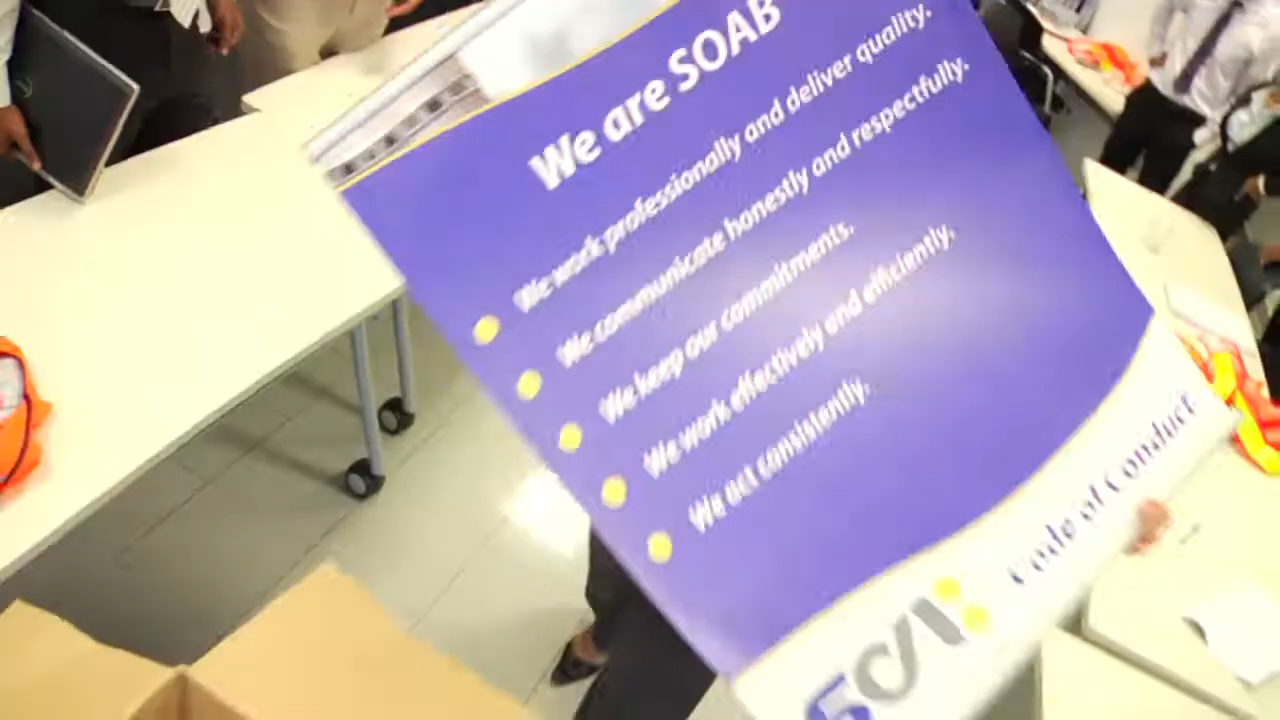 We are SOAB
We work professionally and deliver quality.
We communicate honestly and respectfully.
We keep our commitments.
We work effectively and efficiently.
We act consistently.
Code of Conduct